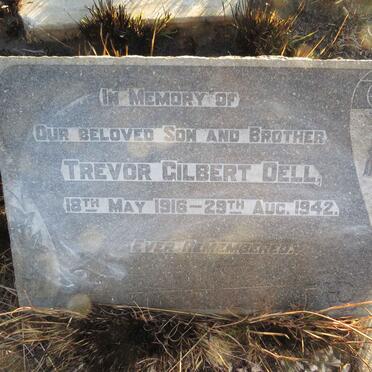 In Memory of
Our beloved Son and Brother
Trevor Gilbert Dell,
18th May 1916 – 29th Aug. 1942.
Ever Remembered.